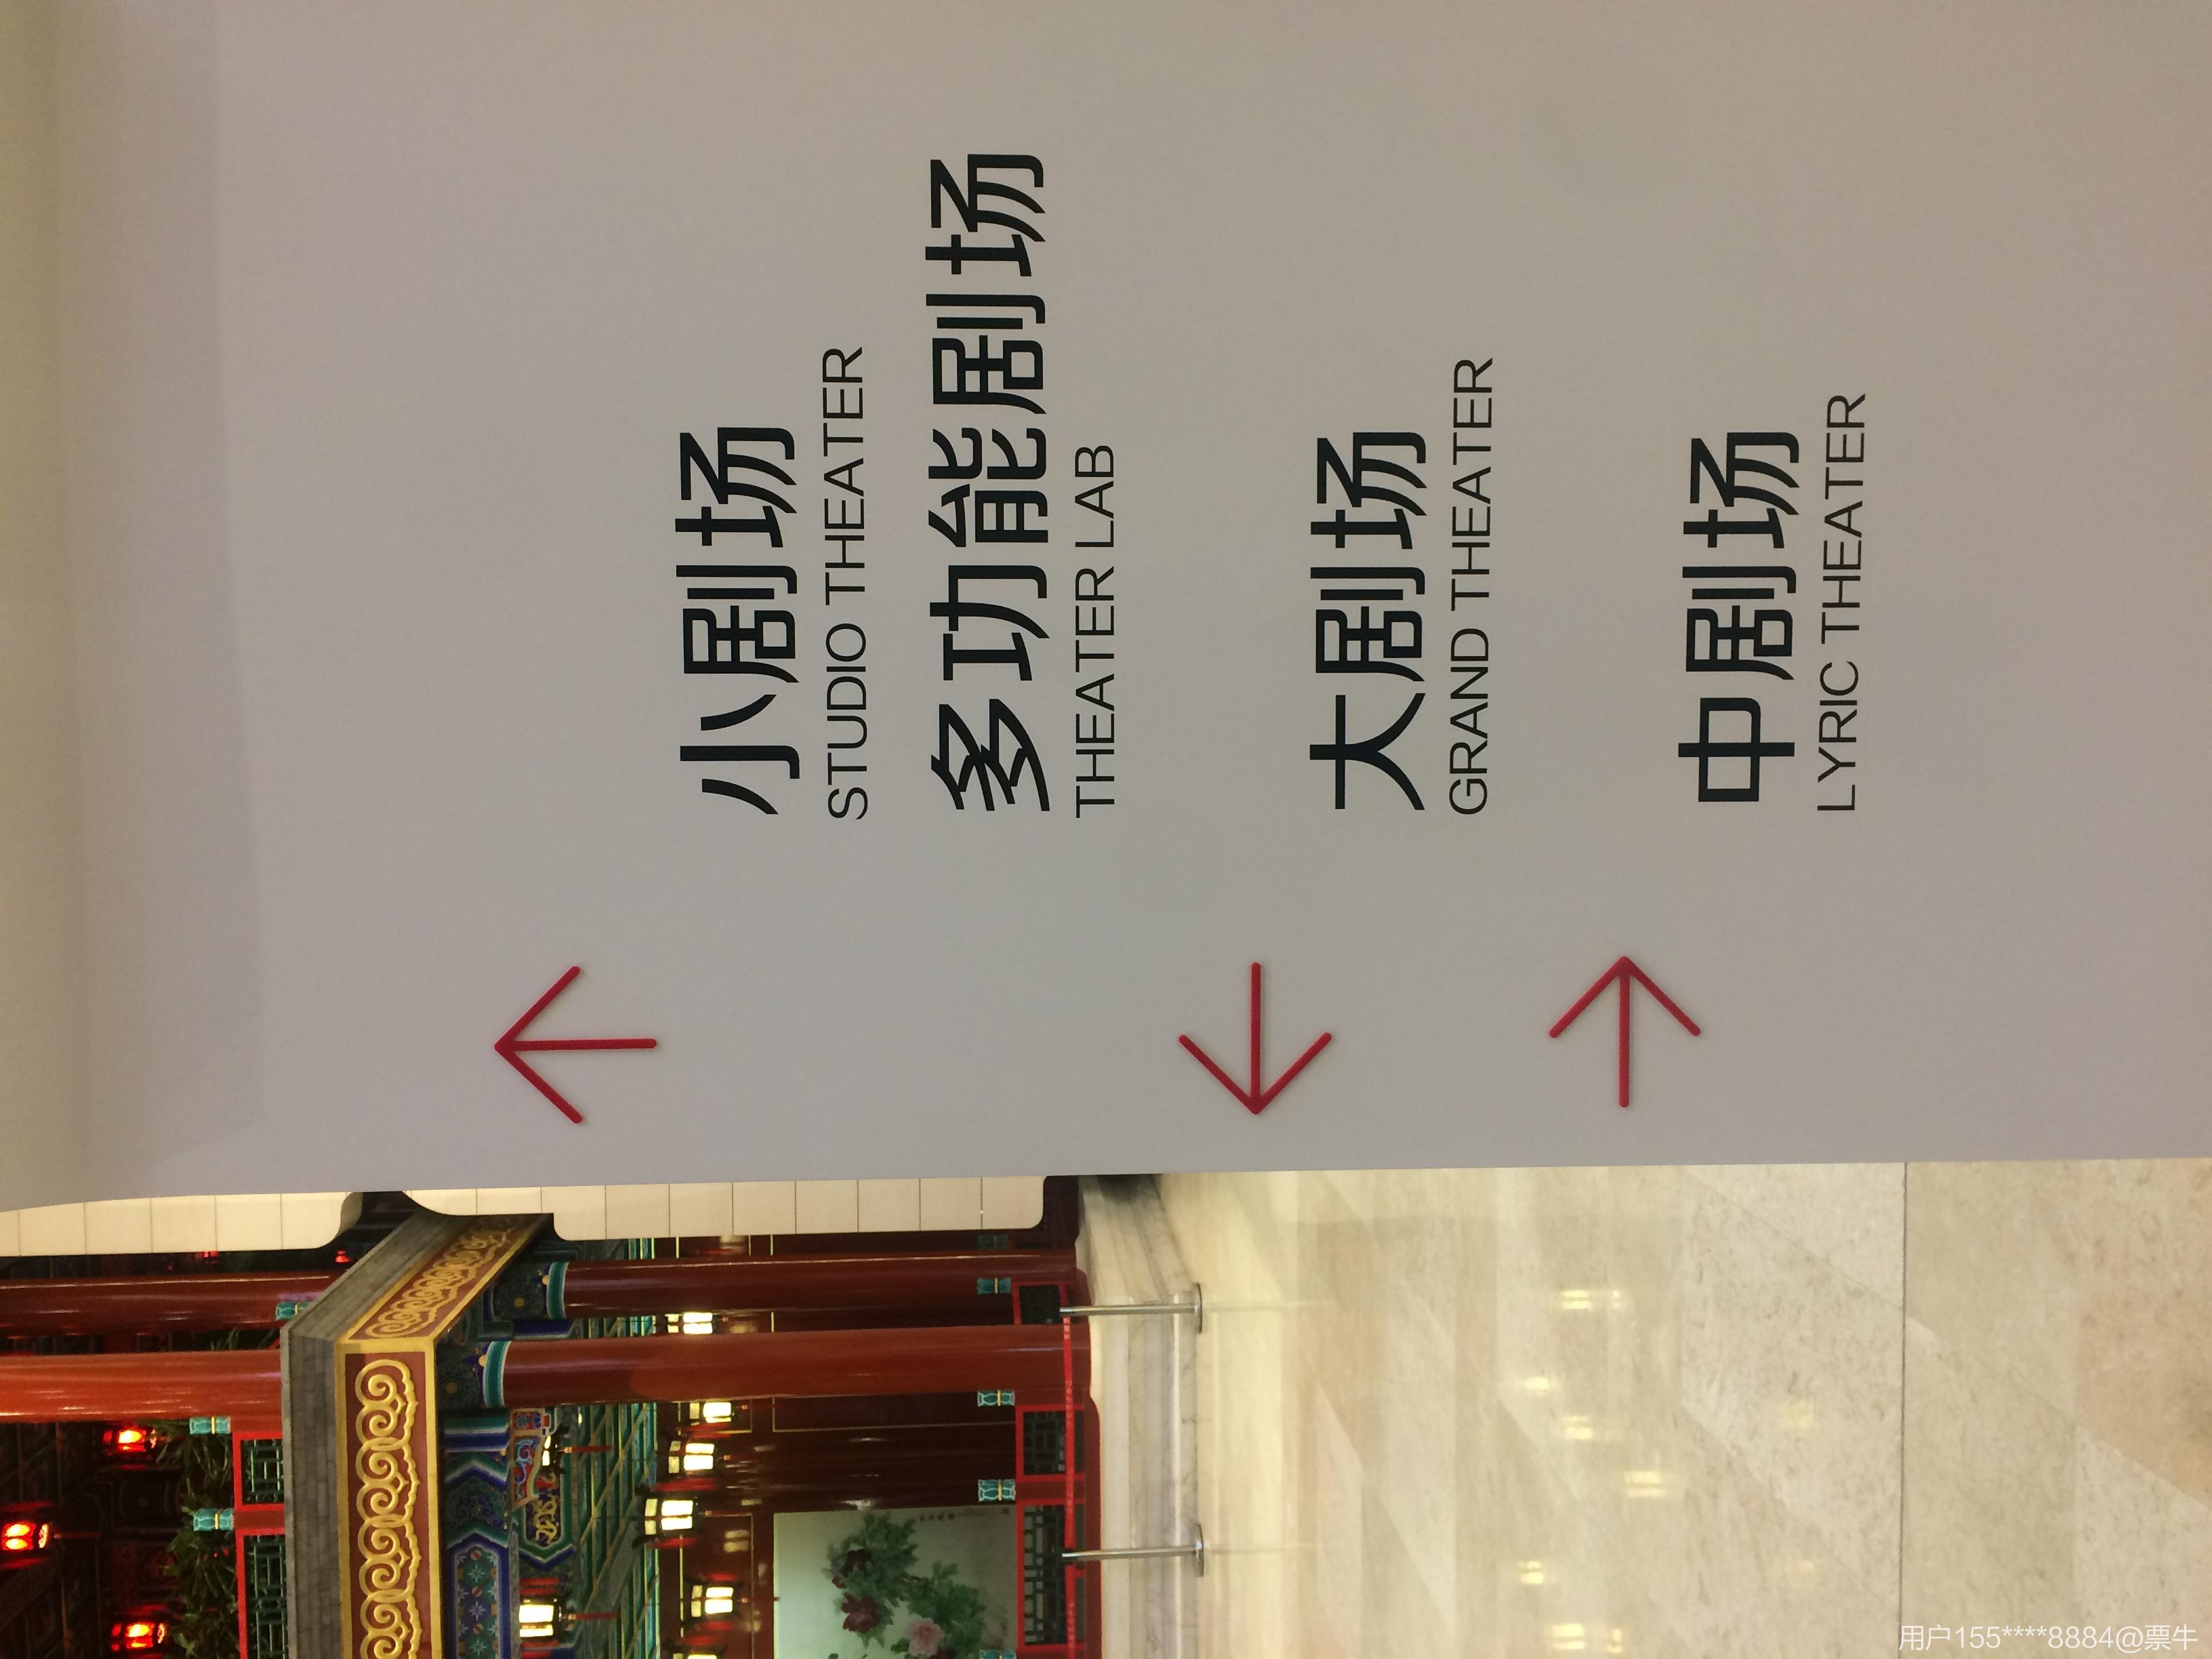 小剧场
STUDIO THEATER
多功能剧场
THEATER LAB
大剧场
GRAND THEATER
中剧场
LYRIC THEATER
用户155****8884@票牛